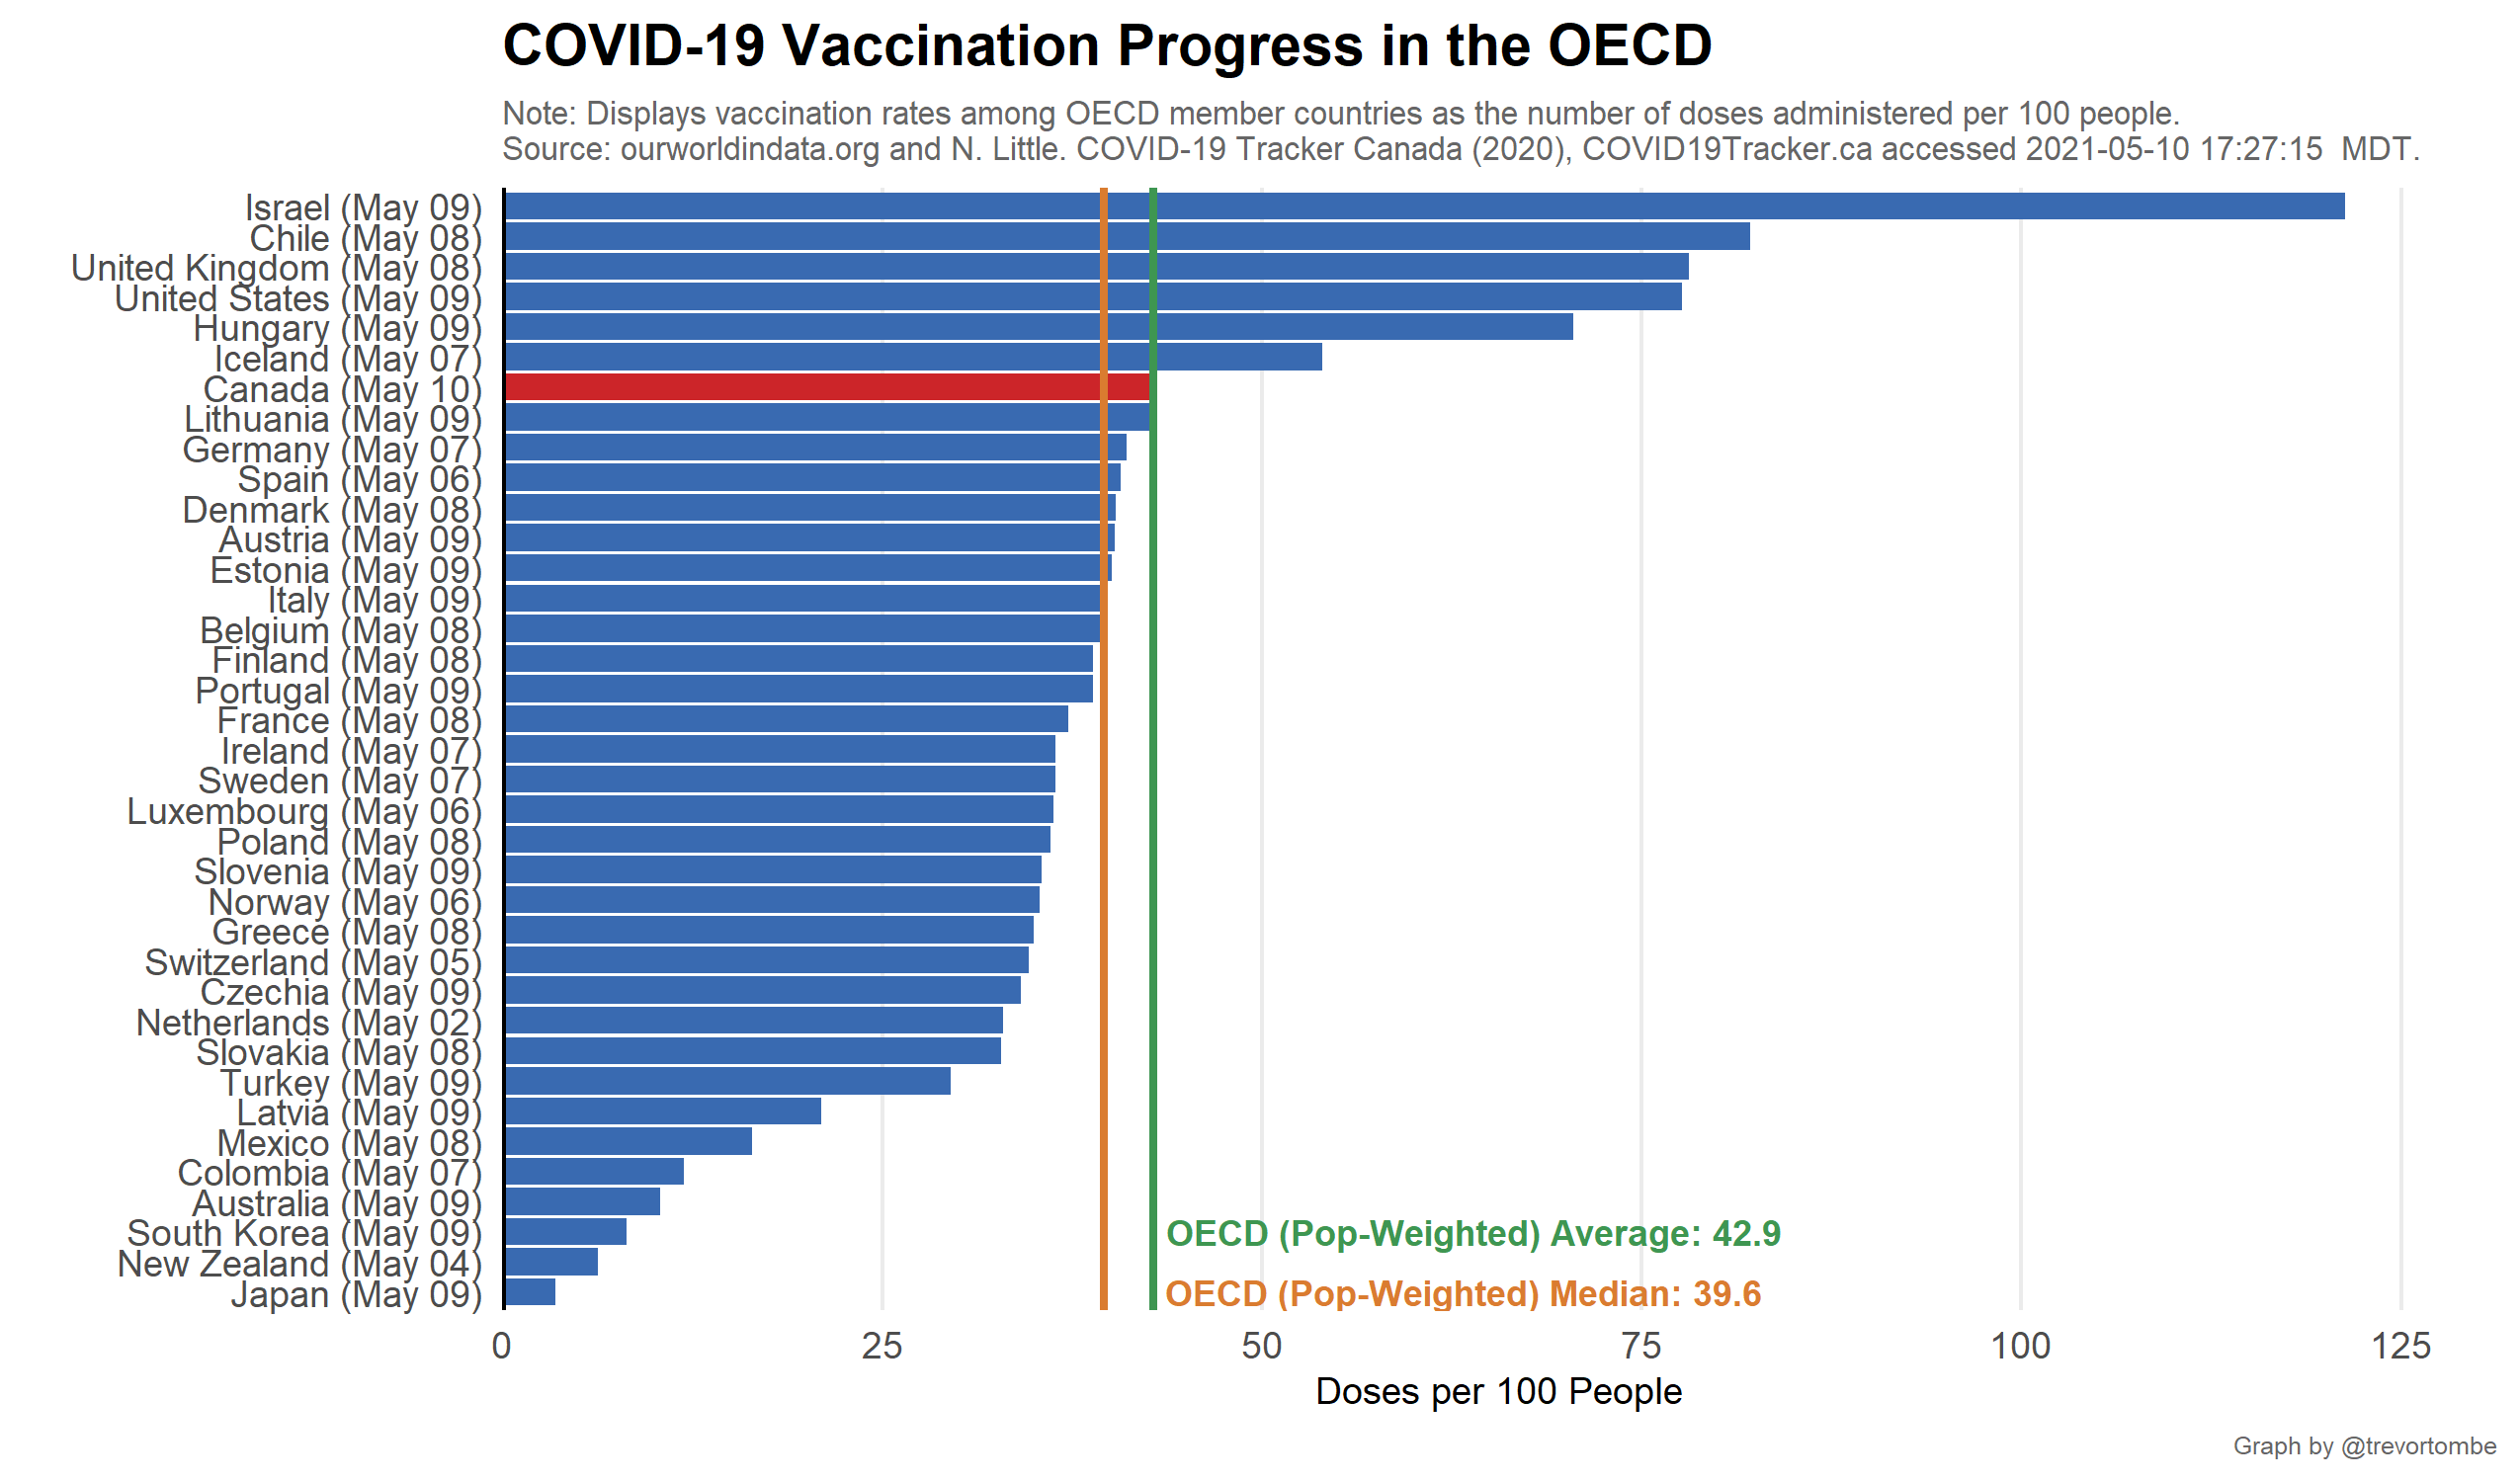 COVID-19 Vaccination Progress in the OECD
Note: Displays vaccination rates among OECD member countries as the number of doses administered per 100 people.
Source: ourworldindata.org and N. Little. COVID-19 Tracker Canada (2020), COVID19Tracker.ca accessed 2021-05-10 17:27:15  MDT.
Israel (May 09)
Chile (May 08)
United Kingdom (May 08)
United States (May 09)
Hungary (May 09)
Iceland (May 07)
Canada (May 10)
Lithuania (May 09)
Germany (May 07)
Spain (May 06)
Denmark (May 08)
Austria (May 09)
Estonia (May 09)
Italy (May 09)
Belgium (May 08)
Finland (May 08)
Portugal (May 09)
France (May 08)
Ireland (May 07)
Sweden (May 07)
Luxembourg (May 06)
Poland (May 08)
Slovenia (May 09)
Norway (May 06)
Greece (May 08)
Switzerland (May 05)
Czechia (May 09)
Netherlands (May 02)
Slovakia (May 08)
Turkey (May 09)
Latvia (May 09)
Mexico (May 08)
Colombia (May 07)
Australia (May 09)
South Korea (May 09)
New Zealand (May 04)
Japan (May 09)
OECD (Pop-Weighted) Average: 42.9
OECD (Pop-Weighted) Median: 39.6
0 25 50 75 100 125
Doses per 100 People
Graph by @trevortombe